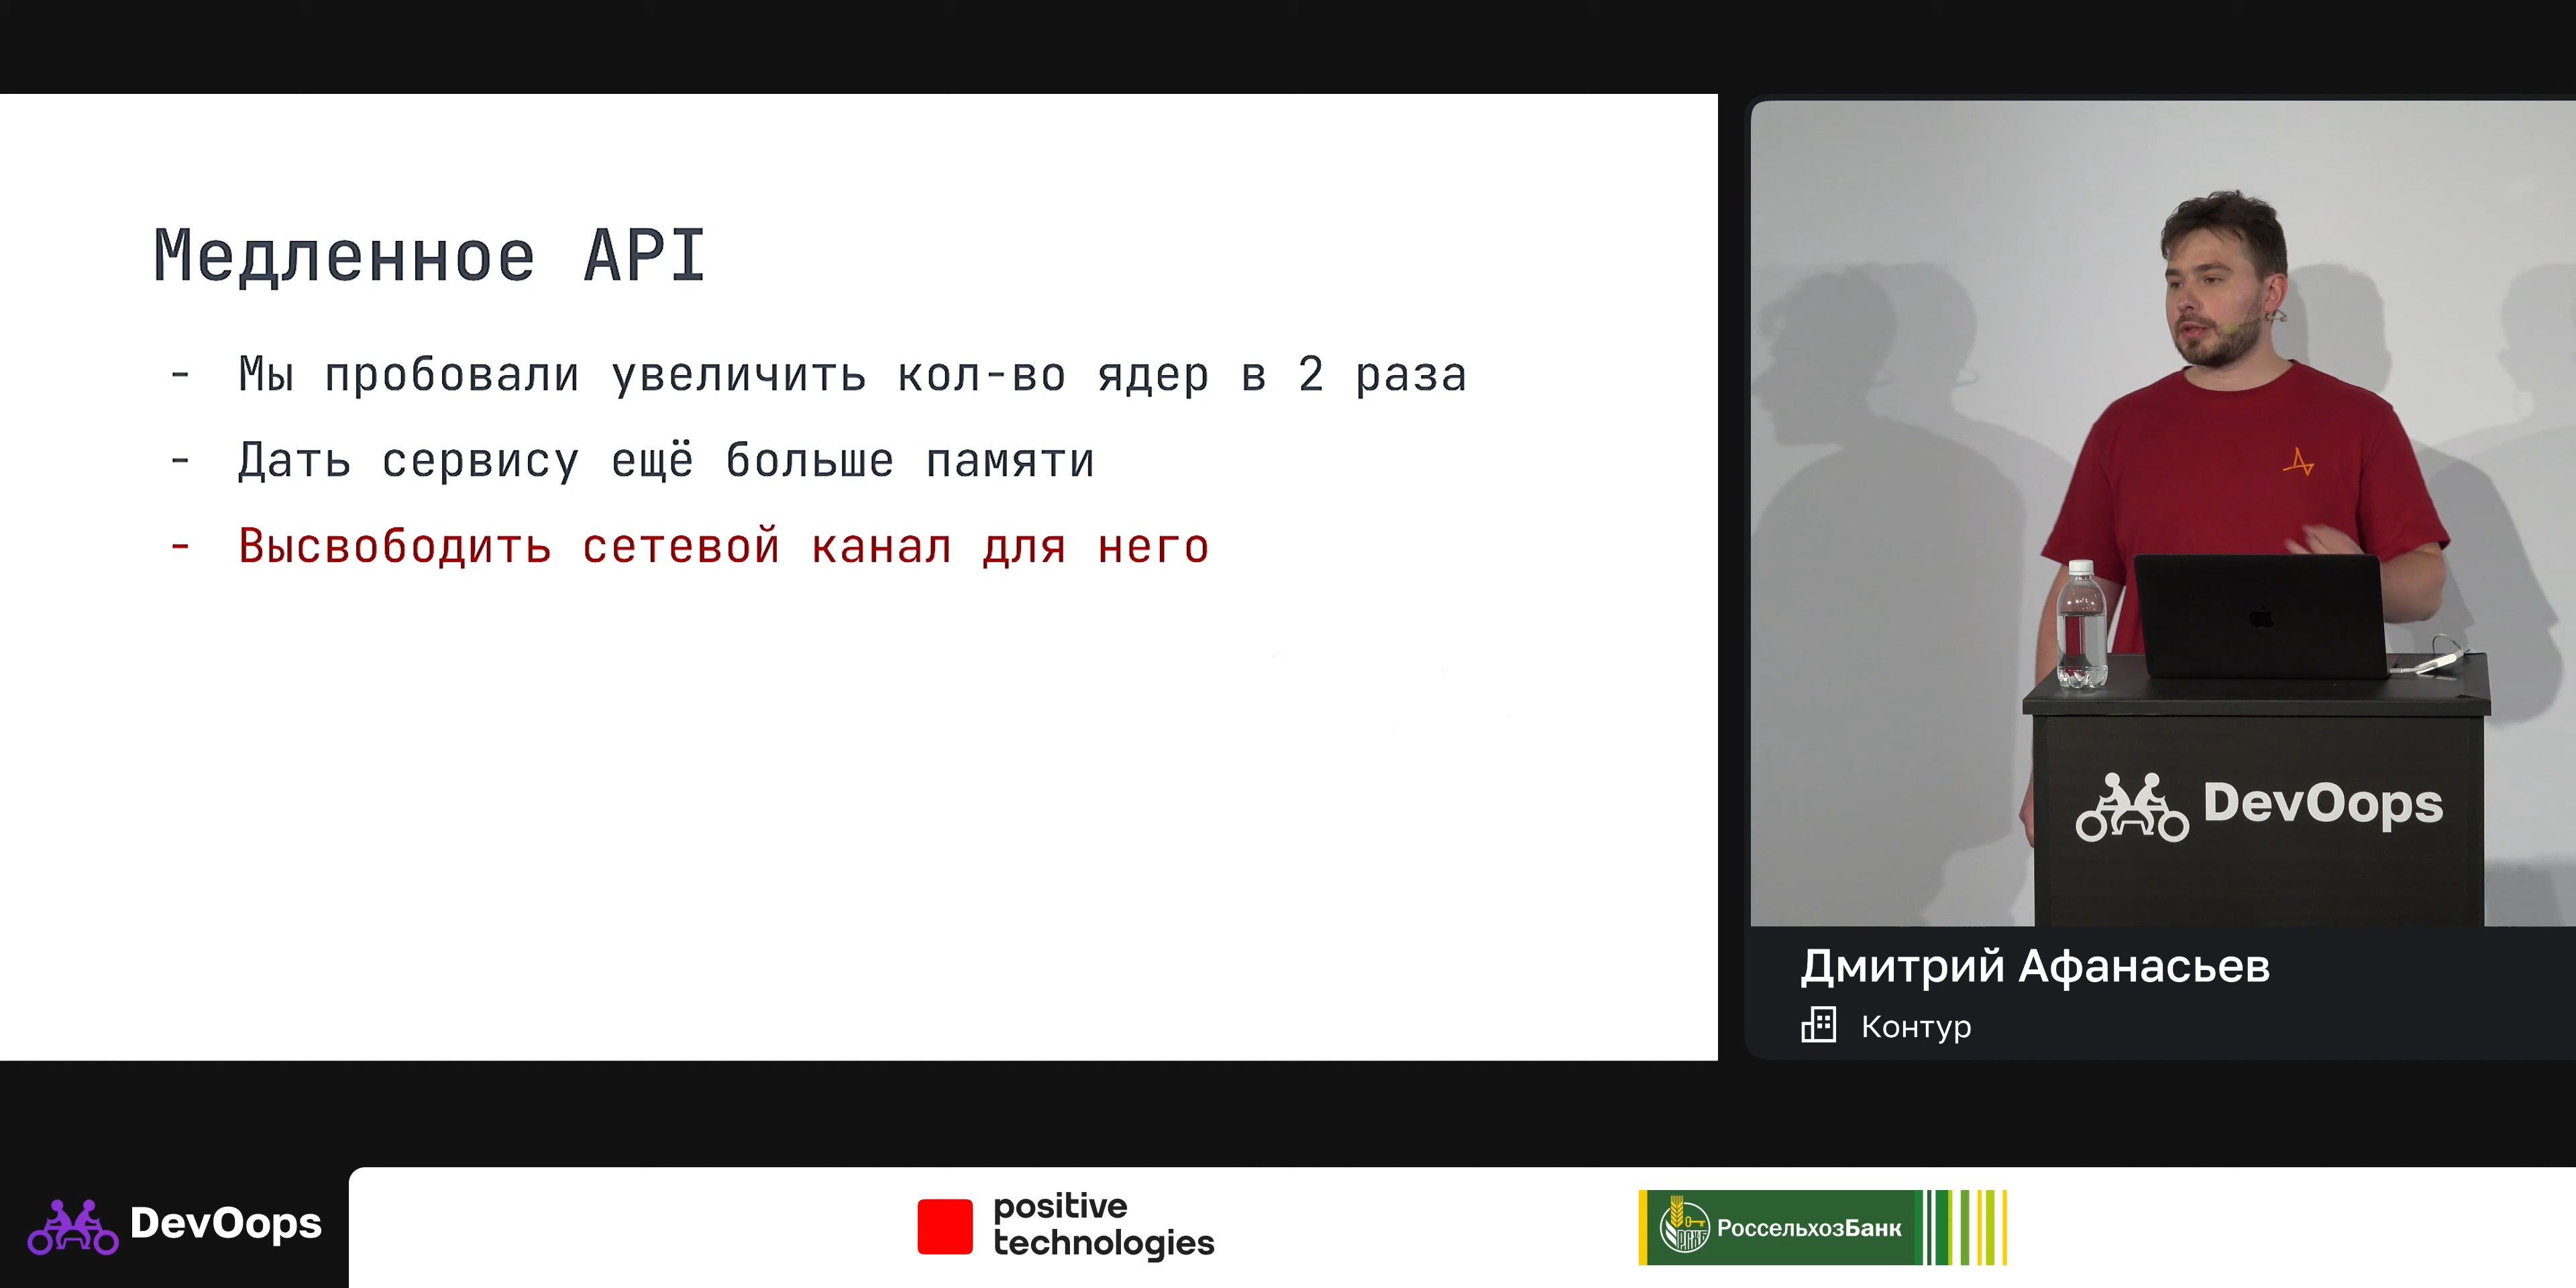 Медленное API
- Мы пробовали увеличить кол-во ядер в 2 раза
- Дать сервису ещё больше памяти
- Высвободить сетевой канал для него
DevOops
Дмитрий Афанасьев
Контур
DevOops
positive
technologies
РСХБ
РоссельхозБанк